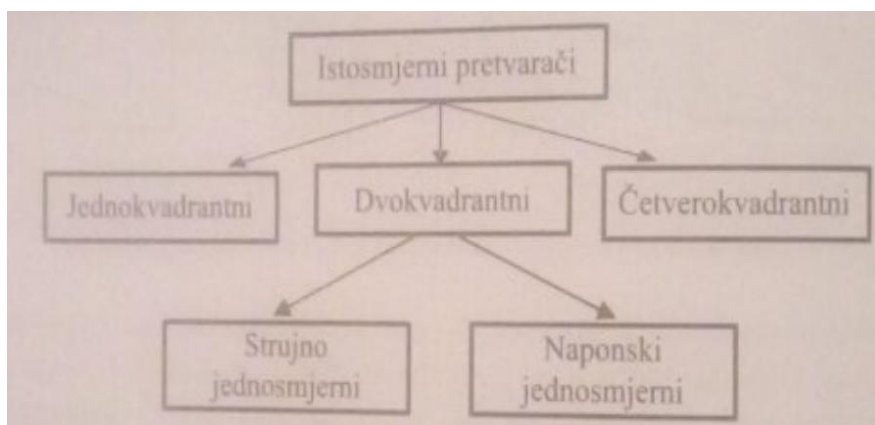 Istosmjerni pretvarači
Jednokvadrantni
Dvokvadrantni
Četverokvadrantni
Strujno
jednosmjerni
Naponski
jednosmjerni